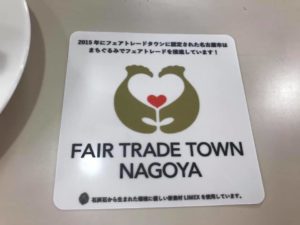 2015年にフェアトレードタウンに認定された名古屋市は
まちぐるみでフェアトレードを推進しています!
FAIR TRADE TOWN
NAGOYA
石灰石から生まれた環境に優しい新素材LIMEXを使用しています。